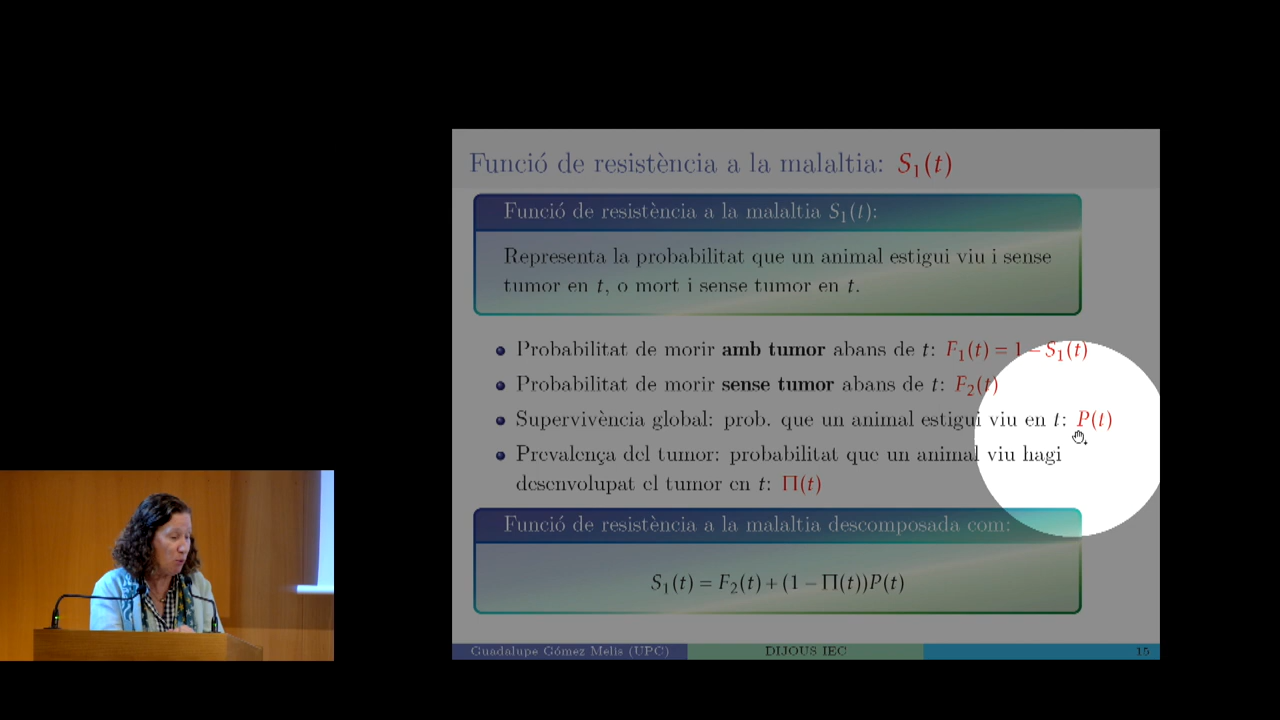 Funció de resistència a la malaltia: S₁(t)
Funció de resistència a la malaltia S₁(t):
Representa la probabilitat que un animal estigui viu i sense
tumor en t, o mort i sense tumor en t.
Probabilitat de morir amb tumor abans de t: F₁(t) = 1 − S₁(t)
Probabilitat de morir sense tumor abans de t: F₂(t)
Supervivència global: prob. que un animal estigui viu en t: P(t)
Prevalença del tumor: probabilitat que un animal viu hagi
desenvolupat el tumor en t: Π(t)
Funció de resistència a la malaltia descomposada com:
S₁(t) = F₂(t) + (1 − Π(t))P(t)
Guadalupe Gómez Melis (UPC) DIJOUS IEC 15